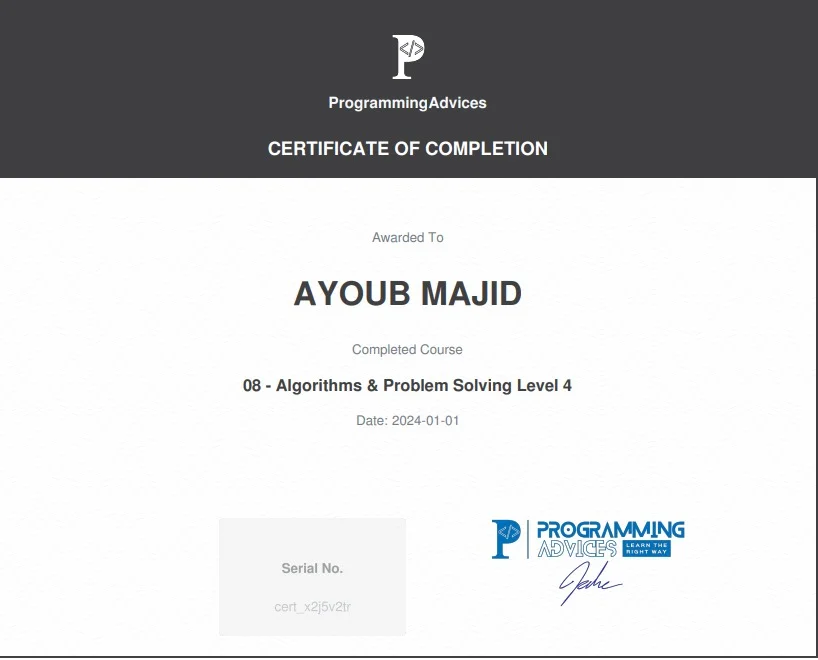 ProgrammingAdvices
CERTIFICATE OF COMPLETION
Awarded To
AYOUB MAJID
Completed Course
08 - Algorithms & Problem Solving Level 4
Date: 2024-01-01
Serial No.
cert_x2j5v2tr
P </>
PROGRAMMING
ADVICES
LEARN THE
RIGHT WAY